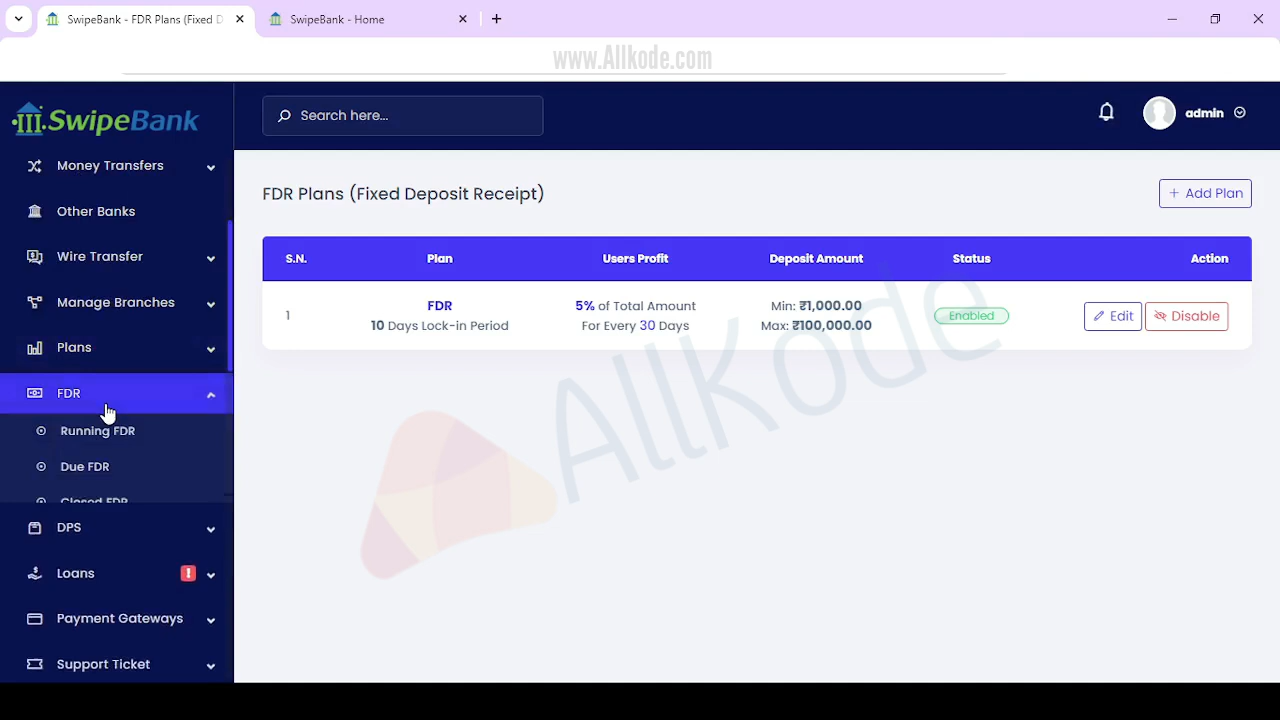 SwipeBank - FDR Plans (Fixed D
SwipeBank - Home
www.Allkode.com
SwipeBank
Search here...
admin
Money Transfers
Other Banks
Wire Transfer
Manage Branches
Plans
FDR
Running FDR
Due FDR
Closed FDR
DPS
Loans
Payment Gateways
Support Ticket
FDR Plans (Fixed Deposit Receipt)
+ Add Plan
S.N. Plan Users Profit Deposit Amount Status Action
1 FDR 5% of Total Amount Min: ₹1,000.00 Enabled Edit Disable
10 Days Lock-in Period For Every 30 Days Max: ₹100,000.00
AllKode